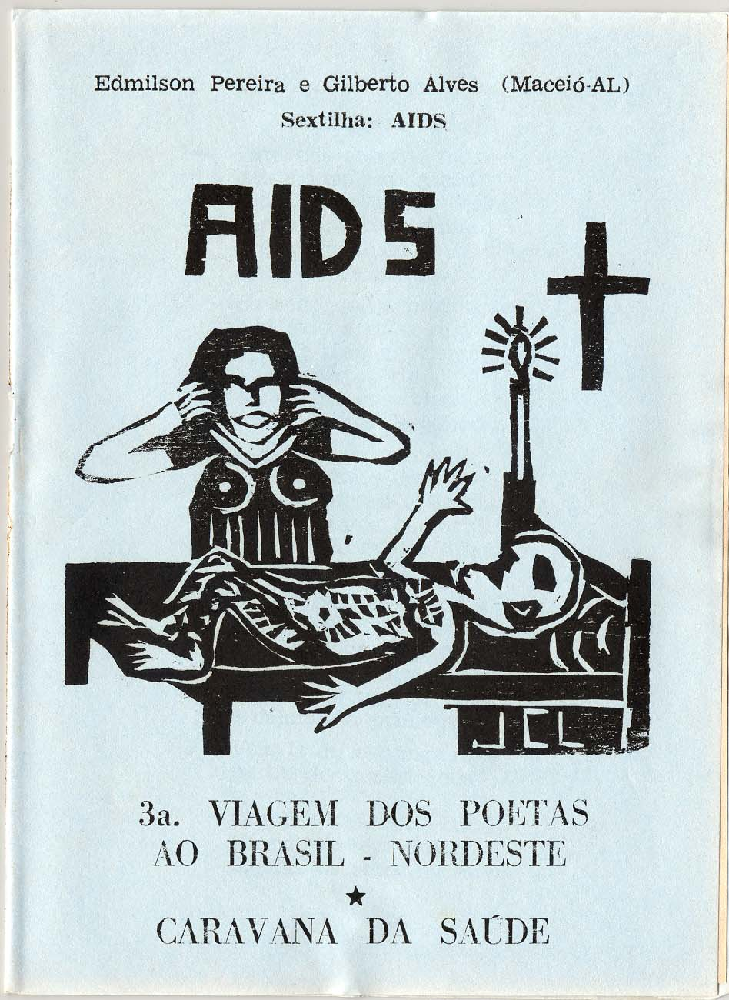 Edmilson Pereira e Gilberto Alves (Maceió-AL)
Sextilha: AIDS
AIDS
JCL
3a. VIAGEM DOS POETAS
AO BRASIL - NORDESTE
★
CARAVANA DA SAÚDE